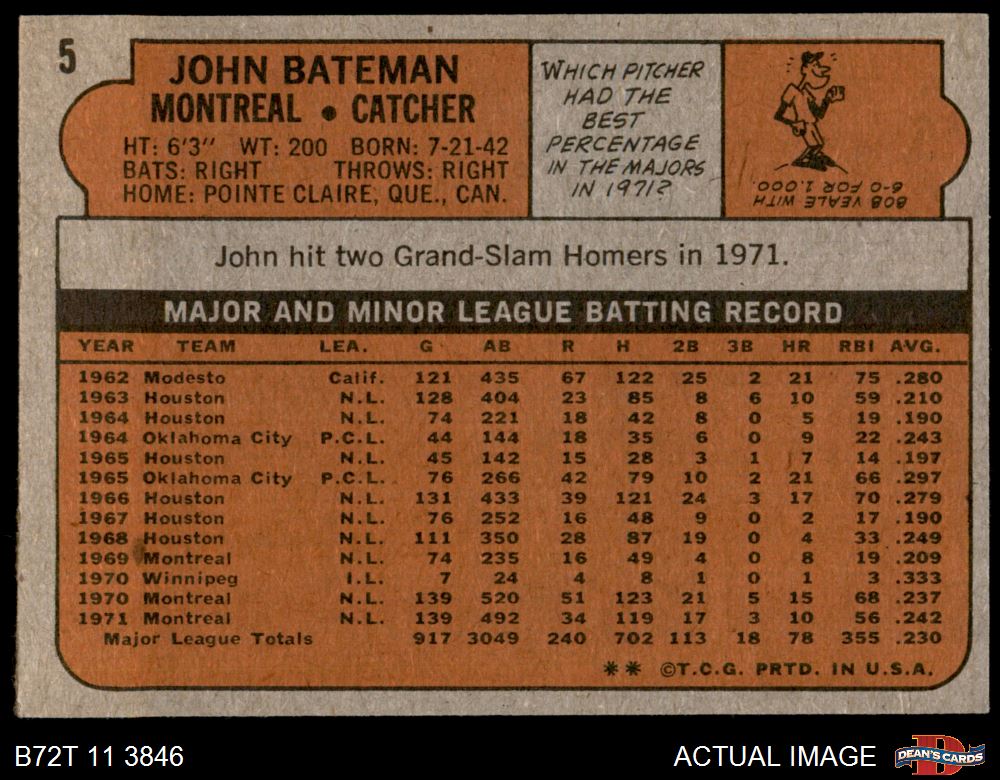 5
JOHN BATEMAN
MONTREAL • CATCHER
HT: 6'3" WT: 200 BORN: 7-21-42
BATS: RIGHT THROWS: RIGHT
HOME: POINTE CLAIRE, QUE., CAN.
WHICH PITCHER
HAD THE
BEST
PERCENTAGE
IN THE MAJORS
IN 1971?
BOB VEALE WITH
6-0 FOR 1.000.
John hit two Grand-Slam Homers in 1971.
MAJOR AND MINOR LEAGUE BATTING RECORD
YEAR TEAM LEA. G AB R H 2B 3B HR RBI AVG.
1962 Modesto Calif. 121 435 67 122 25 2 21 75 .280
1963 Houston N.L. 128 404 23 85 8 6 10 59 .210
1964 Houston N.L. 74 221 18 42 8 0 5 19 .190
1964 Oklahoma City P.C.L. 44 144 18 35 6 0 9 22 .243
1965 Houston N.L. 45 142 15 28 3 1 7 14 .197
1965 Oklahoma City P.C.L. 76 266 42 79 10 2 21 66 .297
1966 Houston N.L. 131 433 39 121 24 3 17 70 .279
1967 Houston N.L. 76 252 16 48 9 0 2 17 .190
1968 Houston N.L. 111 350 28 87 19 0 4 33 .249
1969 Montreal N.L. 74 235 16 49 4 0 8 19 .209
1970 Winnipeg I.L. 7 24 4 8 1 0 1 3 .333
1970 Montreal N.L. 139 520 51 123 21 5 15 68 .237
1971 Montreal N.L. 139 492 34 119 17 3 10 56 .242
Major League Totals 917 3049 240 702 113 18 78 355 .230
** ©T.C.G. PRTD. IN U.S.A.
B72T 11 3846
ACTUAL IMAGE
D
DEAN'S CARDS